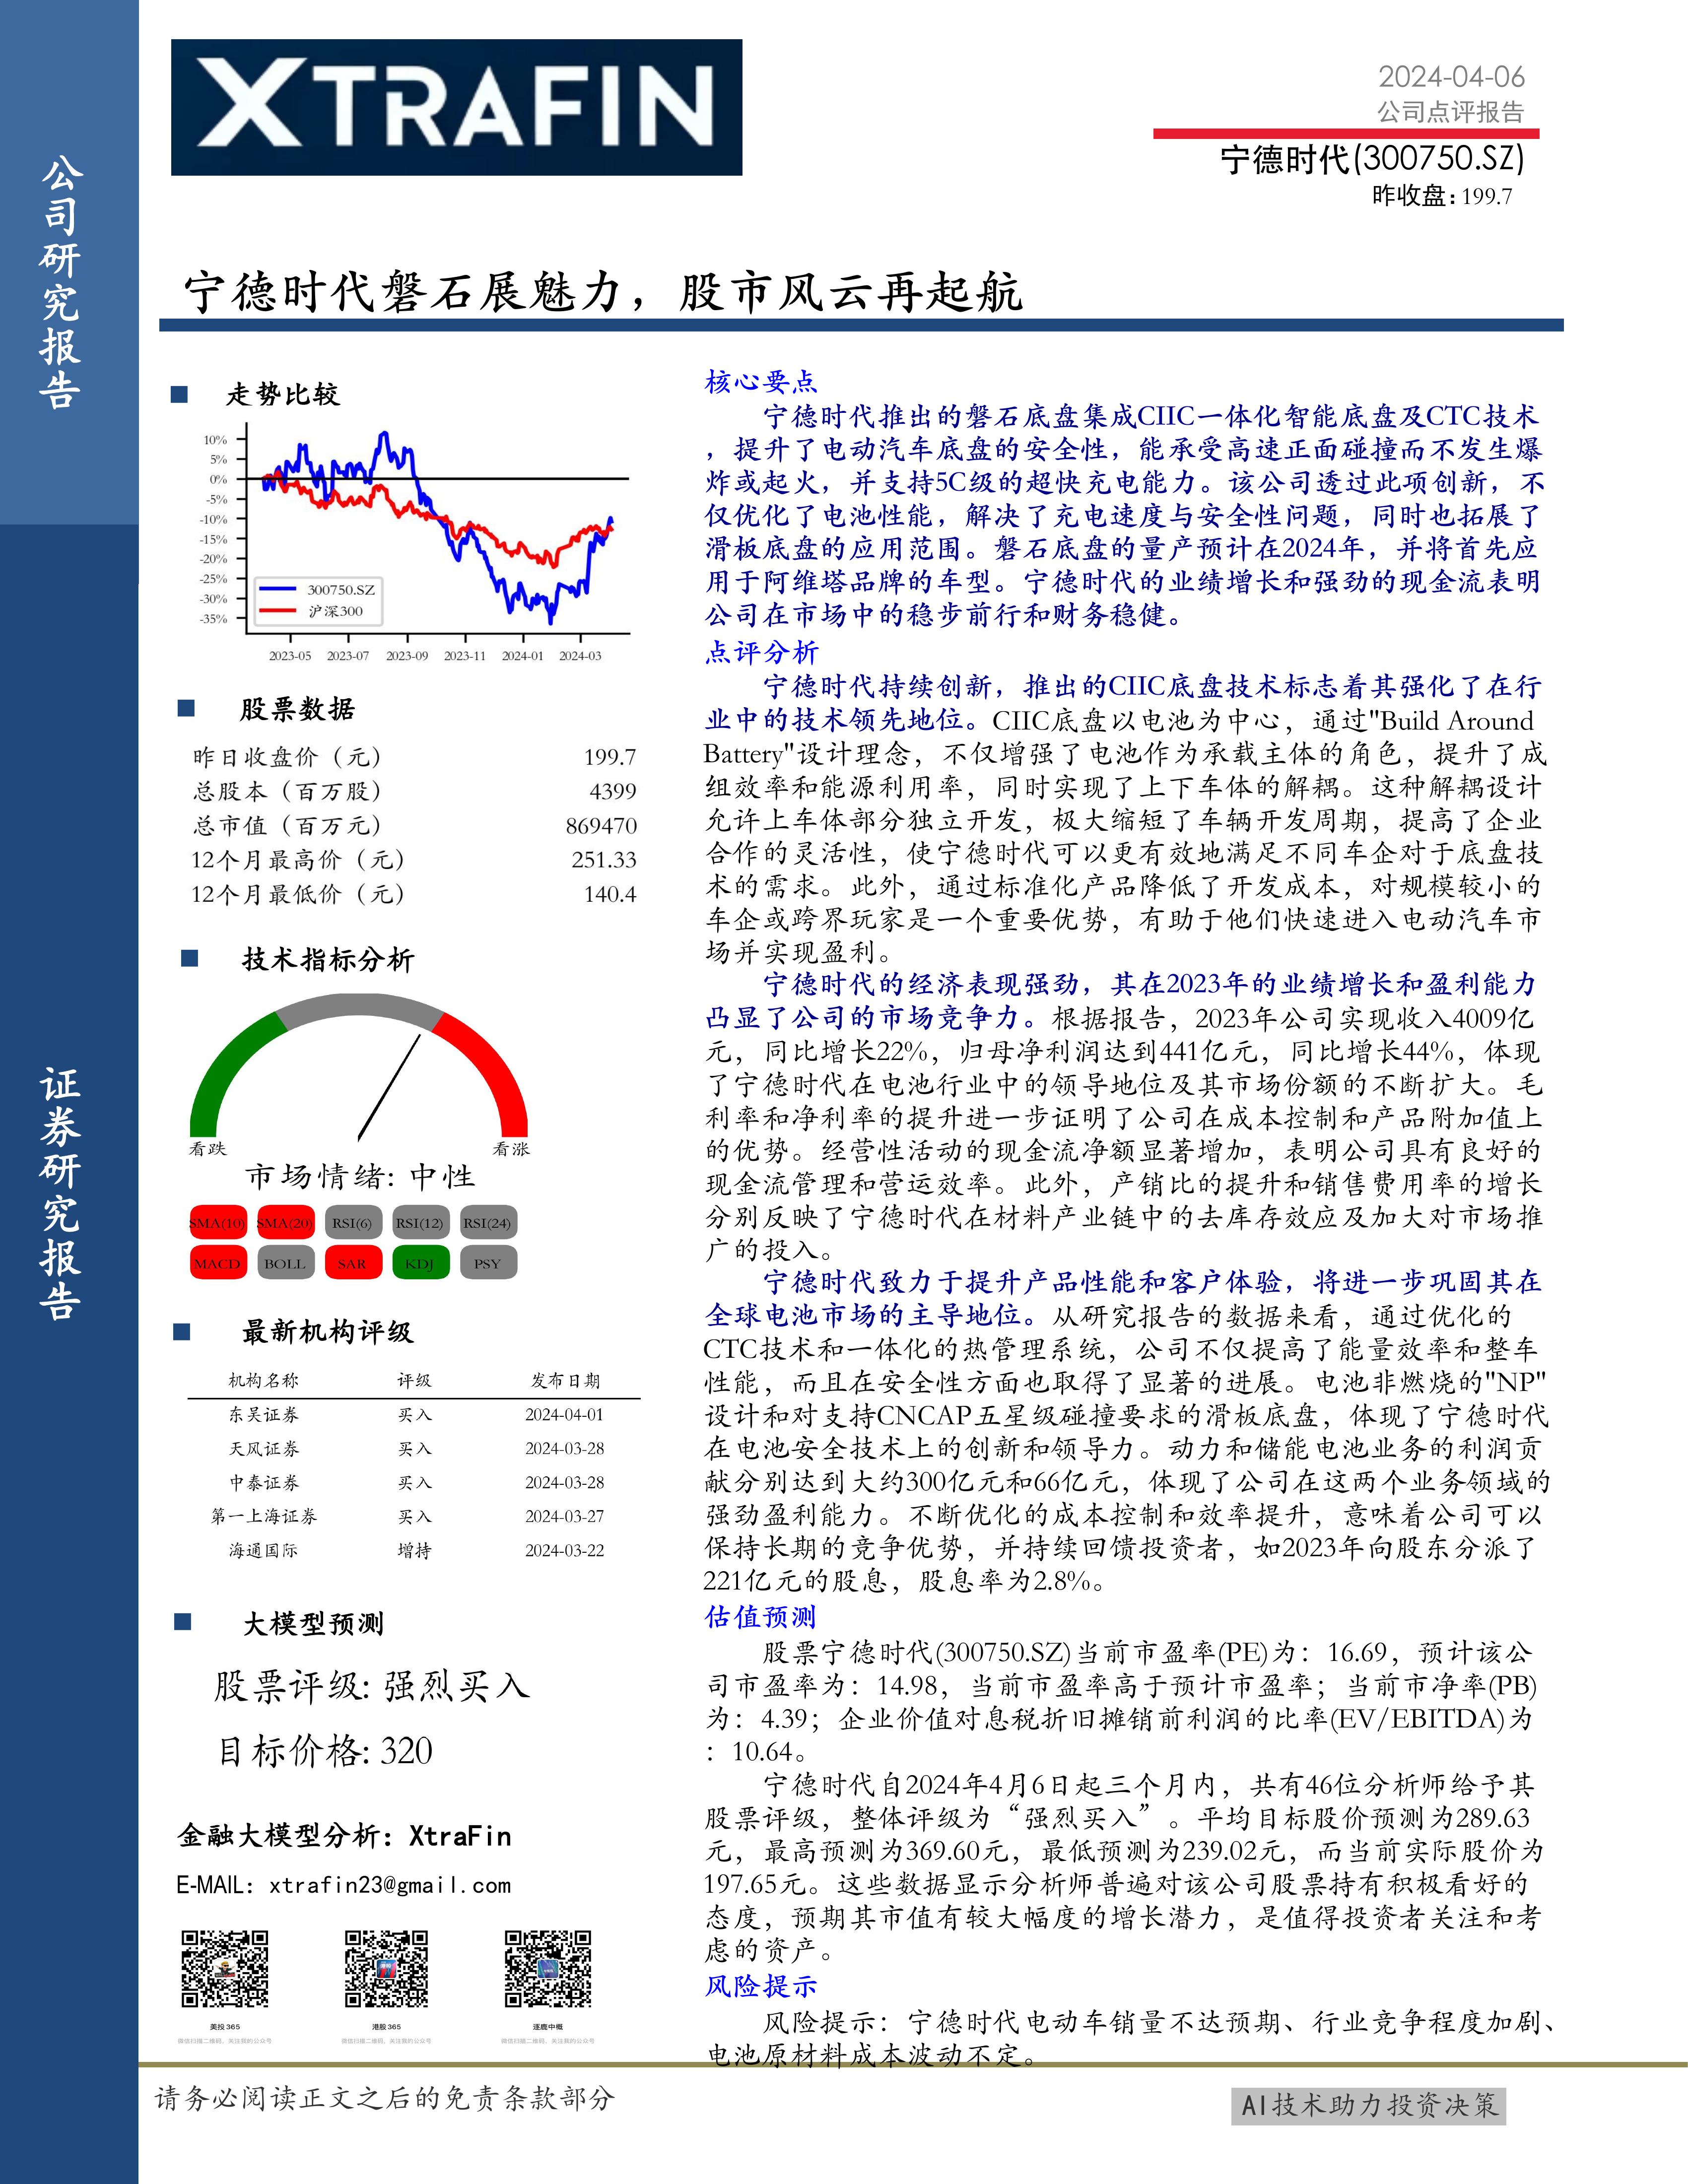 公司研究报告
证券研究报告
XTRAFIN
2024-04-06
公司点评报告
宁德时代(300750.SZ)
昨收盘: 199.7
宁德时代磐石展魅力，股市风云再起航
走势比较
10%
5%
0%
-5%
-10%
-15%
-20%
-25%
-30%
-35%
300750.SZ
沪深300
2023-05 2023-07 2023-09 2023-11 2024-01 2024-03
股票数据
昨日收盘价（元） 199.7
总股本（百万股） 4399
总市值（百万元） 869470
12个月最高价（元） 251.33
12个月最低价（元） 140.4
技术指标分析
看跌 看涨
市场情绪: 中性
SMA(10) SMA(20) RSI(6) RSI(12) RSI(24)
MACD BOLL SAR KDJ PSY
最新机构评级
机构名称 评级 发布日期
东吴证券 买入 2024-04-01
天风证券 买入 2024-03-28
中泰证券 买入 2024-03-28
第一上海证券 买入 2024-03-27
海通国际 增持 2024-03-22
大模型预测
股票评级: 强烈买入
目标价格: 320
金融大模型分析: XtraFin
E-MAIL: xtrafin23@gmail.com
美投365 港股365 逐鹿中概
微信扫描二维码，关注我的公众号 微信扫描二维码，关注我的公众号 微信扫描二维码，关注我的公众号
核心要点
宁德时代推出的磐石底盘集成CIIC一体化智能底盘及CTC技术
，提升了电动汽车底盘的安全性，能承受高速正面碰撞而不发生爆
炸或起火，并支持5C级的超快充电能力。该公司透过此项创新，不
仅优化了电池性能，解决了充电速度与安全性问题，同时也拓展了
滑板底盘的应用范围。磐石底盘的量产预计在2024年，并将首先应
用于阿维塔品牌的车型。宁德时代的业绩增长和强劲的现金流表明
公司在市场中的稳步前行和财务稳健。
点评分析
宁德时代持续创新，推出的CIIC底盘技术标志着其强化了在行
业中的技术领先地位。CIIC底盘以电池为中心，通过"Build Around
Battery"设计理念，不仅增强了电池作为承载主体的角色，提升了成
组效率和能源利用率，同时实现了上下车体的解耦。这种解耦设计
允许上车体部分独立开发，极大缩短了车辆开发周期，提高了企业
合作的灵活性，使宁德时代可以更有效地满足不同车企对于底盘技
术的需求。此外，通过标准化产品降低了开发成本，对规模较小的
车企或跨界玩家是一个重要优势，有助于他们快速进入电动汽车市
场并实现盈利。
宁德时代的经济表现强劲，其在2023年的业绩增长和盈利能力
凸显了公司的市场竞争力。根据报告，2023年公司实现收入4009亿
元，同比增长22%，归母净利润达到441亿元，同比增长44%，体现
了宁德时代在电池行业中的领导地位及其市场份额的不断扩大。毛
利率和净利率的提升进一步证明了公司在成本控制和产品附加值上
的优势。经营性活动的现金流净额显著增加，表明公司具有良好的
现金流管理和营运效率。此外，产销比的提升和销售费用率的增长
分别反映了宁德时代在材料产业链中的去库存效应及加大对市场推
广的投入。
宁德时代致力于提升产品性能和客户体验，将进一步巩固其在
全球电池市场的主导地位。从研究报告的数据来看，通过优化的
CTC技术和一体化的热管理系统，公司不仅提高了能量效率和整车
性能，而且在安全性方面也取得了显著的进展。电池非燃烧的"NP"
设计和对支持CNCAP五星级碰撞要求的滑板底盘，体现了宁德时代
在电池安全技术上的创新和领导力。动力和储能电池业务的利润贡
献分别达到大约300亿元和66亿元，体现了公司在这两个业务领域的
强劲盈利能力。不断优化的成本控制和效率提升，意味着公司可以
保持长期的竞争优势，并持续回馈投资者，如2023年向股东分派了
221亿元的股息，股息率为2.8%。
估值预测
股票宁德时代(300750.SZ)当前市盈率(PE)为：16.69，预计该公
司市盈率为：14.98，当前市盈率高于预计市盈率；当前市净率(PB)
为：4.39；企业价值对息税折旧摊销前利润的比率(EV/EBITDA)为
：10.64。
宁德时代自2024年4月6日起三个月内，共有46位分析师给予其
股票评级，整体评级为“强烈买入”。平均目标股价预测为289.63
元，最高预测为369.60元，最低预测为239.02元，而当前实际股价为
197.65元。这些数据显示分析师普遍对该公司股票持有积极看好的
态度，预期其市值有较大幅度的增长潜力，是值得投资者关注和考
虑的资产。
风险提示
风险提示：宁德时代电动车销量不达预期、行业竞争程度加剧、
电池原材料成本波动不定。
请务必阅读正文之后的免责条款部分
AI技术助力投资决策